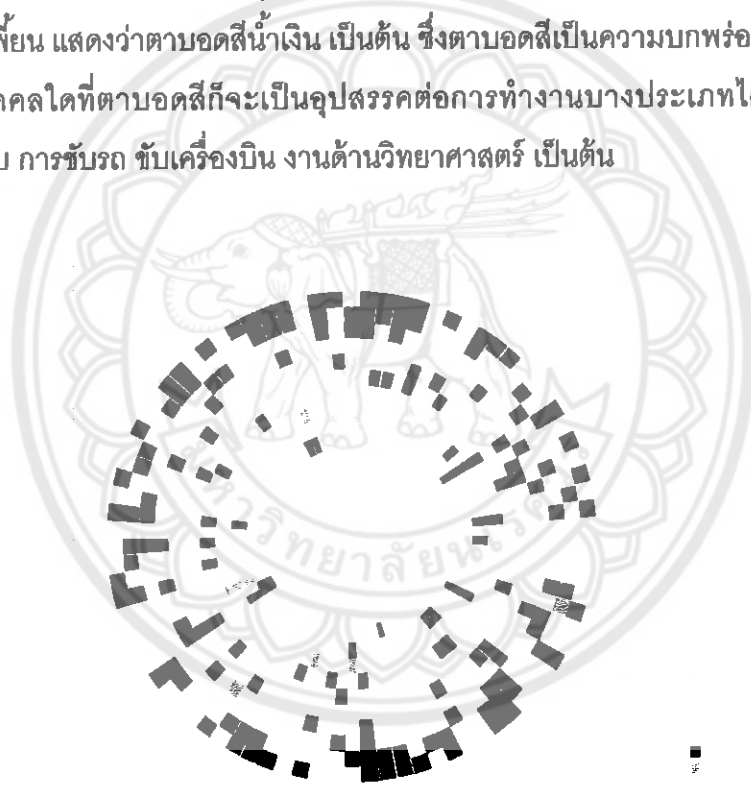 พี้ยน แสดงว่าตาบอดสีน้ำเงิน เป็นต้น ซึ่งตาบอดสีเป็นความบกพร่อ
คคลใดที่ตาบอดสีก็จะเป็นอุปสรรคต่อการทำงานบางประเภทไ
บ การขับรถ ขับเครื่องบิน งานด้านวิทยาศาสตร์ เป็นต้น